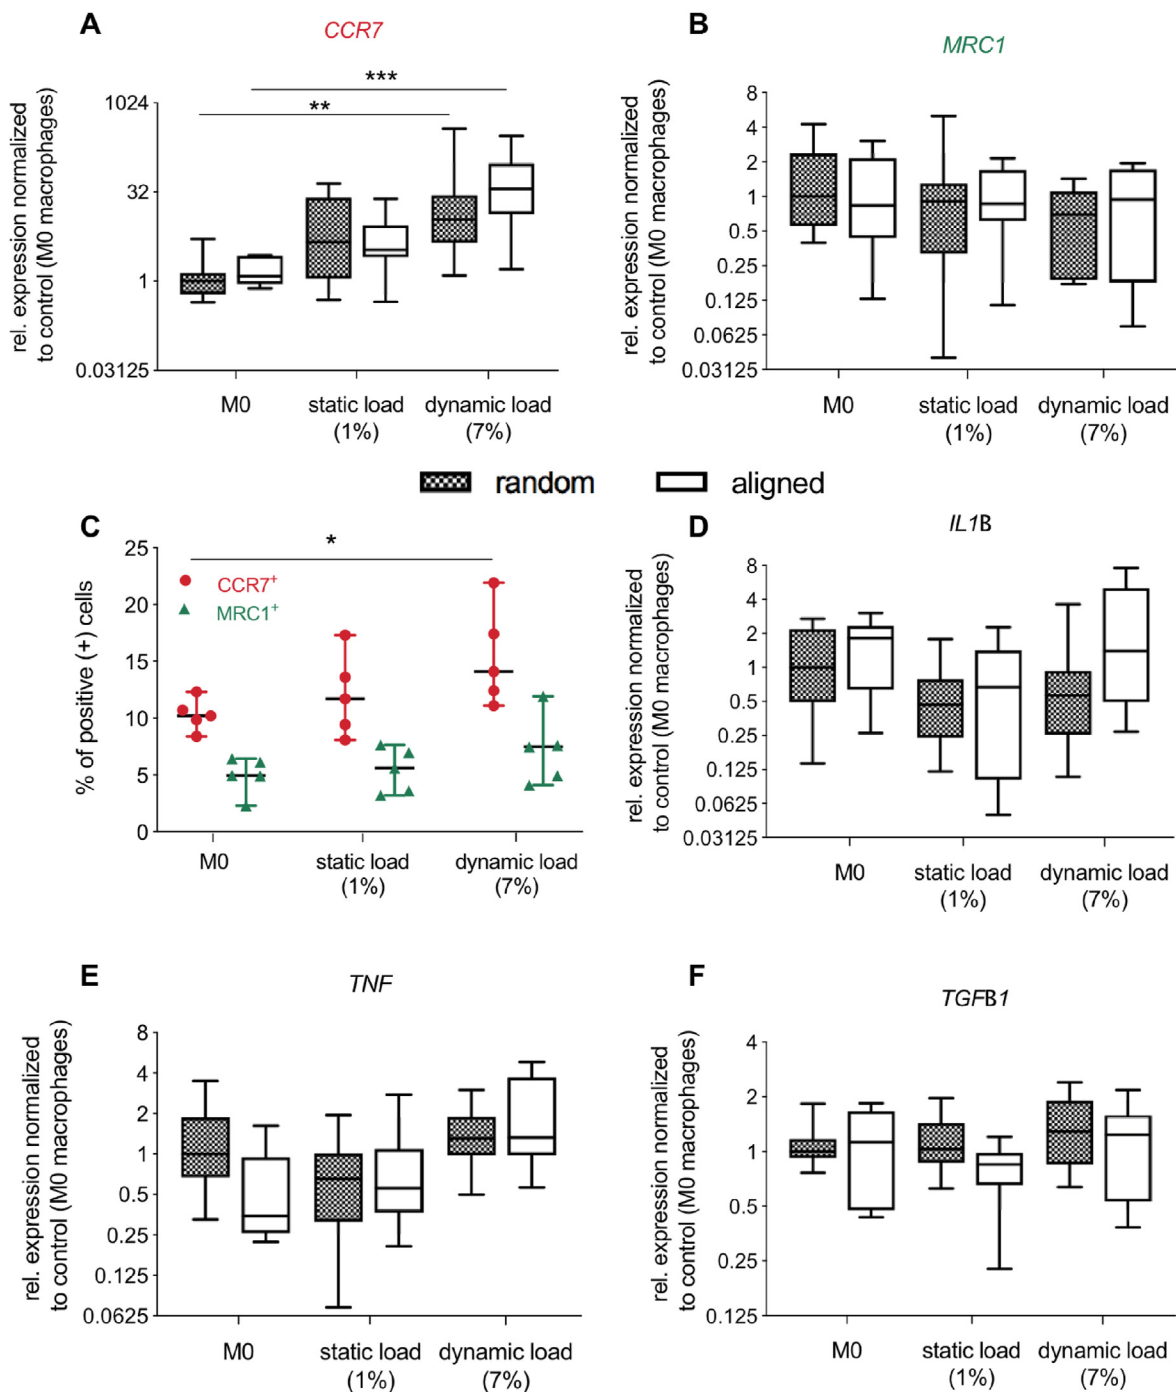 A
CCR7
rel. expression normalized
to control (M0 macrophages)
***
**
1024
32
1
0.03125
M0
static load
(1%)
dynamic load
(7%)
B
MRC1
rel. expression normalized
to control (M0 macrophages)
8
4
2
1
0.5
0.25
0.125
0.0625
0.03125
M0
static load
(1%)
dynamic load
(7%)
random
aligned
C
% of positive (+) cells
25
20
15
10
5
0
*
CCR7+
MRC1+
M0
static load
(1%)
dynamic load
(7%)
D
IL1B
rel. expression normalized
to control (M0 macrophages)
8
4
2
1
0.5
0.25
0.125
0.0625
0.03125
M0
static load
(1%)
dynamic load
(7%)
E
TNF
rel. expression normalized
to control (M0 macrophages)
8
4
2
1
0.5
0.25
0.125
0.0625
M0
static load
(1%)
dynamic load
(7%)
F
TGFB1
rel. expression normalized
to control (M0 macrophages)
4
2
1
0.5
0.25
0.125
M0
static load
(1%)
dynamic load
(7%)